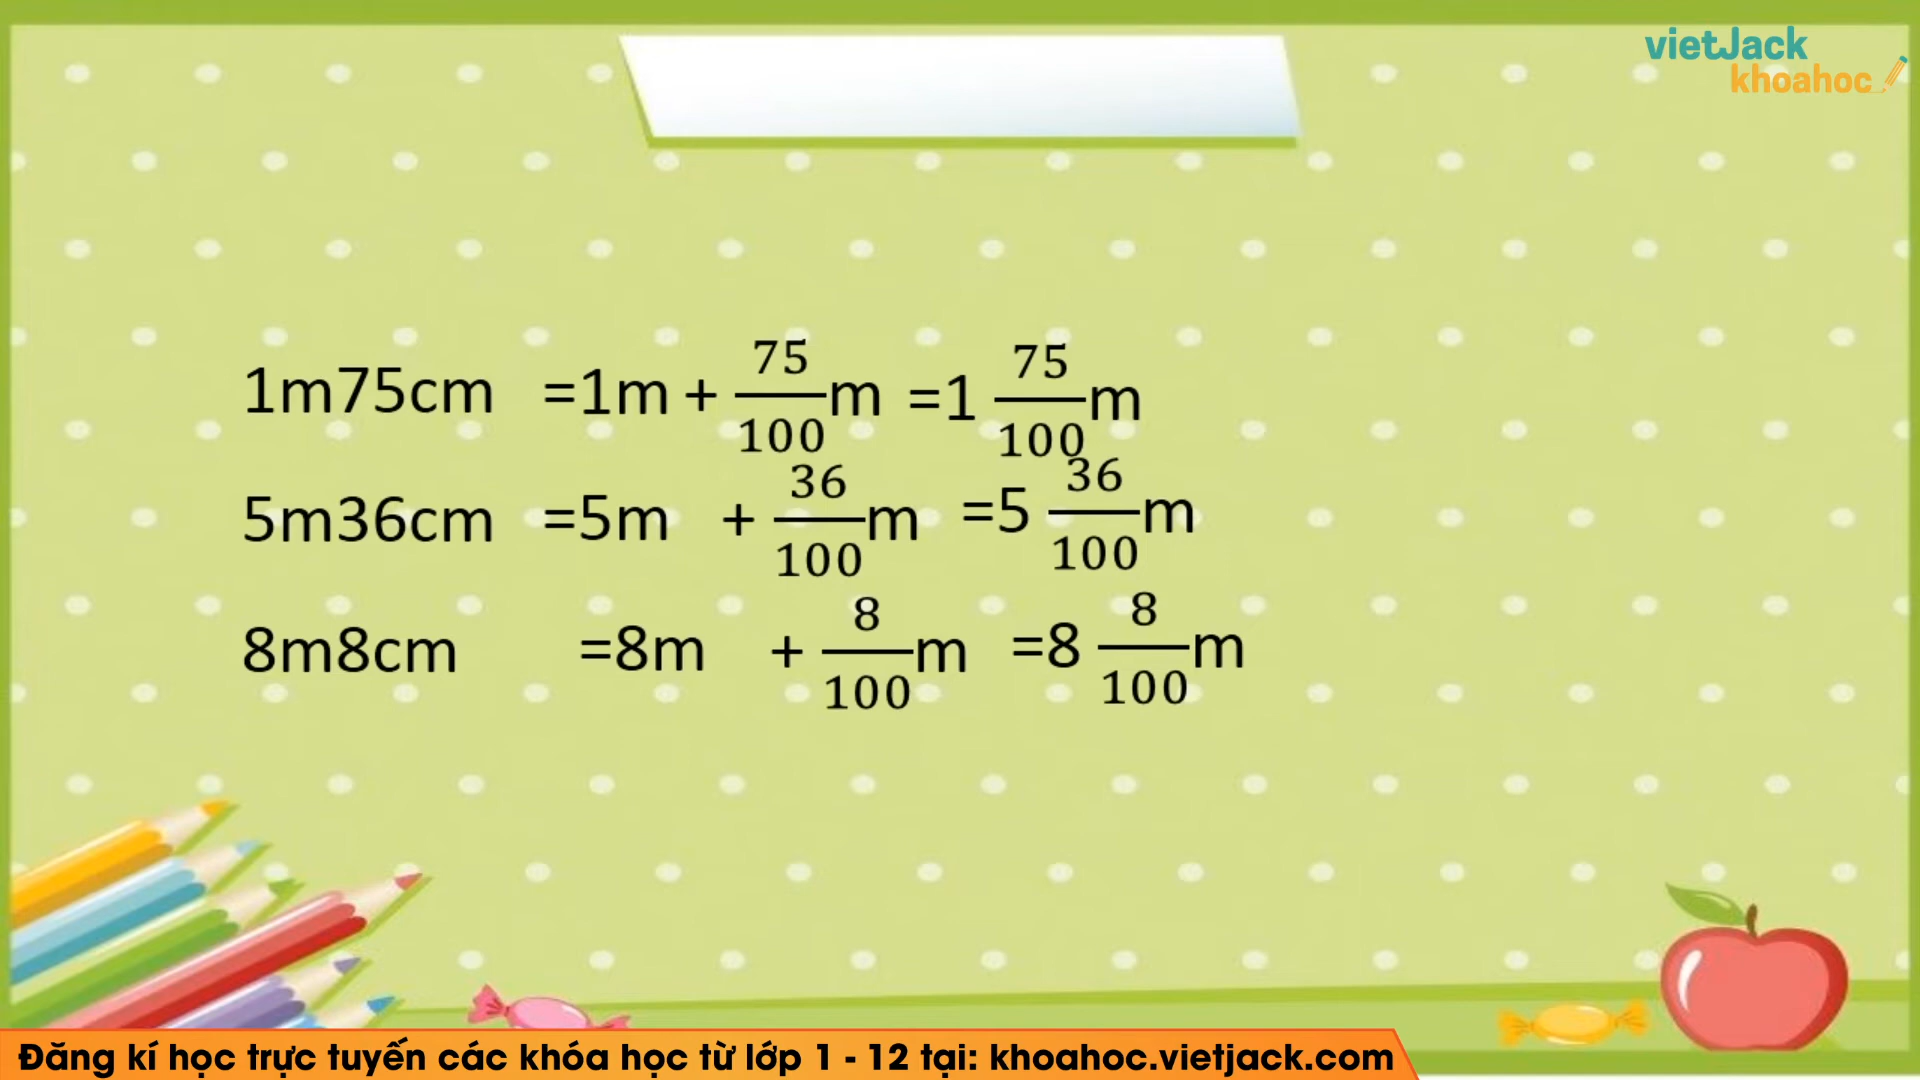 vietJack
khoahoc
1m75cm =1m + 75/100 m =1 75/100 m
5m36cm =5m + 36/100 m =5 36/100 m
8m8cm =8m + 8/100 m =8 8/100 m
Đăng kí học trực tuyến các khóa học từ lớp 1 - 12 tại: khoahoc.vietjack.com